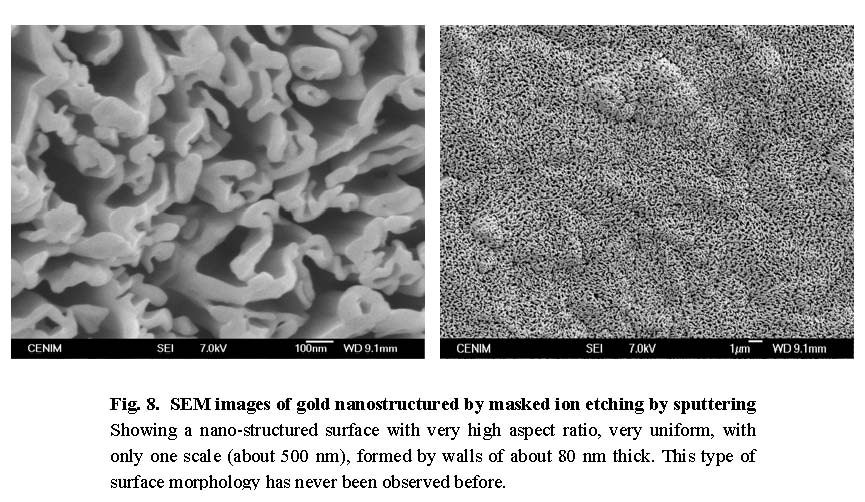 CENIM SEI 7.0kV 100nm WD 9.1mm
CENIM SEI 7.0kV 1µm WD 9.1mm
Fig. 8. SEM images of gold nanostructured by masked ion etching by sputtering
Showing a nano-structured surface with very high aspect ratio, very uniform, with
only one scale (about 500 nm), formed by walls of about 80 nm thick. This type of
surface morphology has never been observed before.